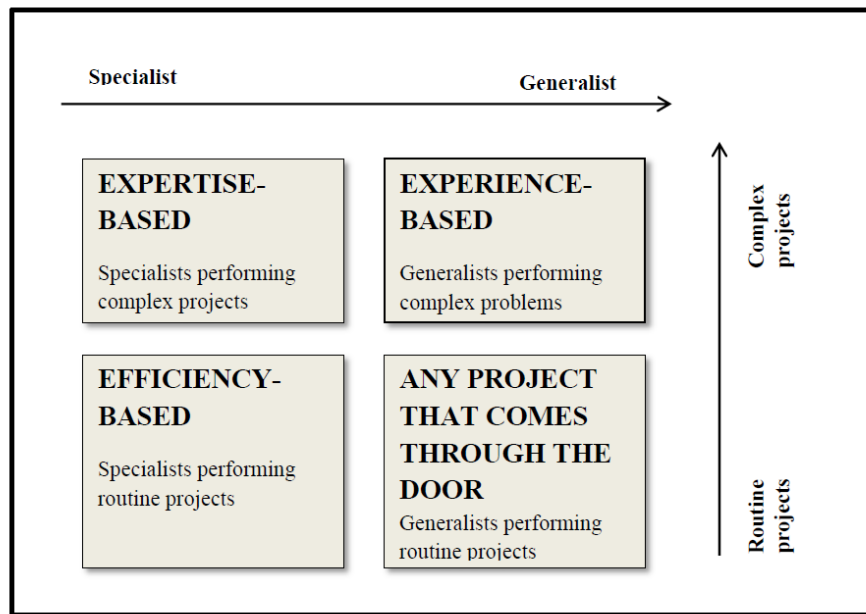 Specialist
Generalist
EXPERTISE-
BASED
Specialists performing
complex projects
EXPERIENCE-
BASED
Generalists performing
complex problems
Complex
projects
EFFICIENCY-
BASED
Specialists performing
routine projects
ANY PROJECT
THAT COMES
THROUGH THE
DOOR
Generalists performing
routine projects
Routine
projects